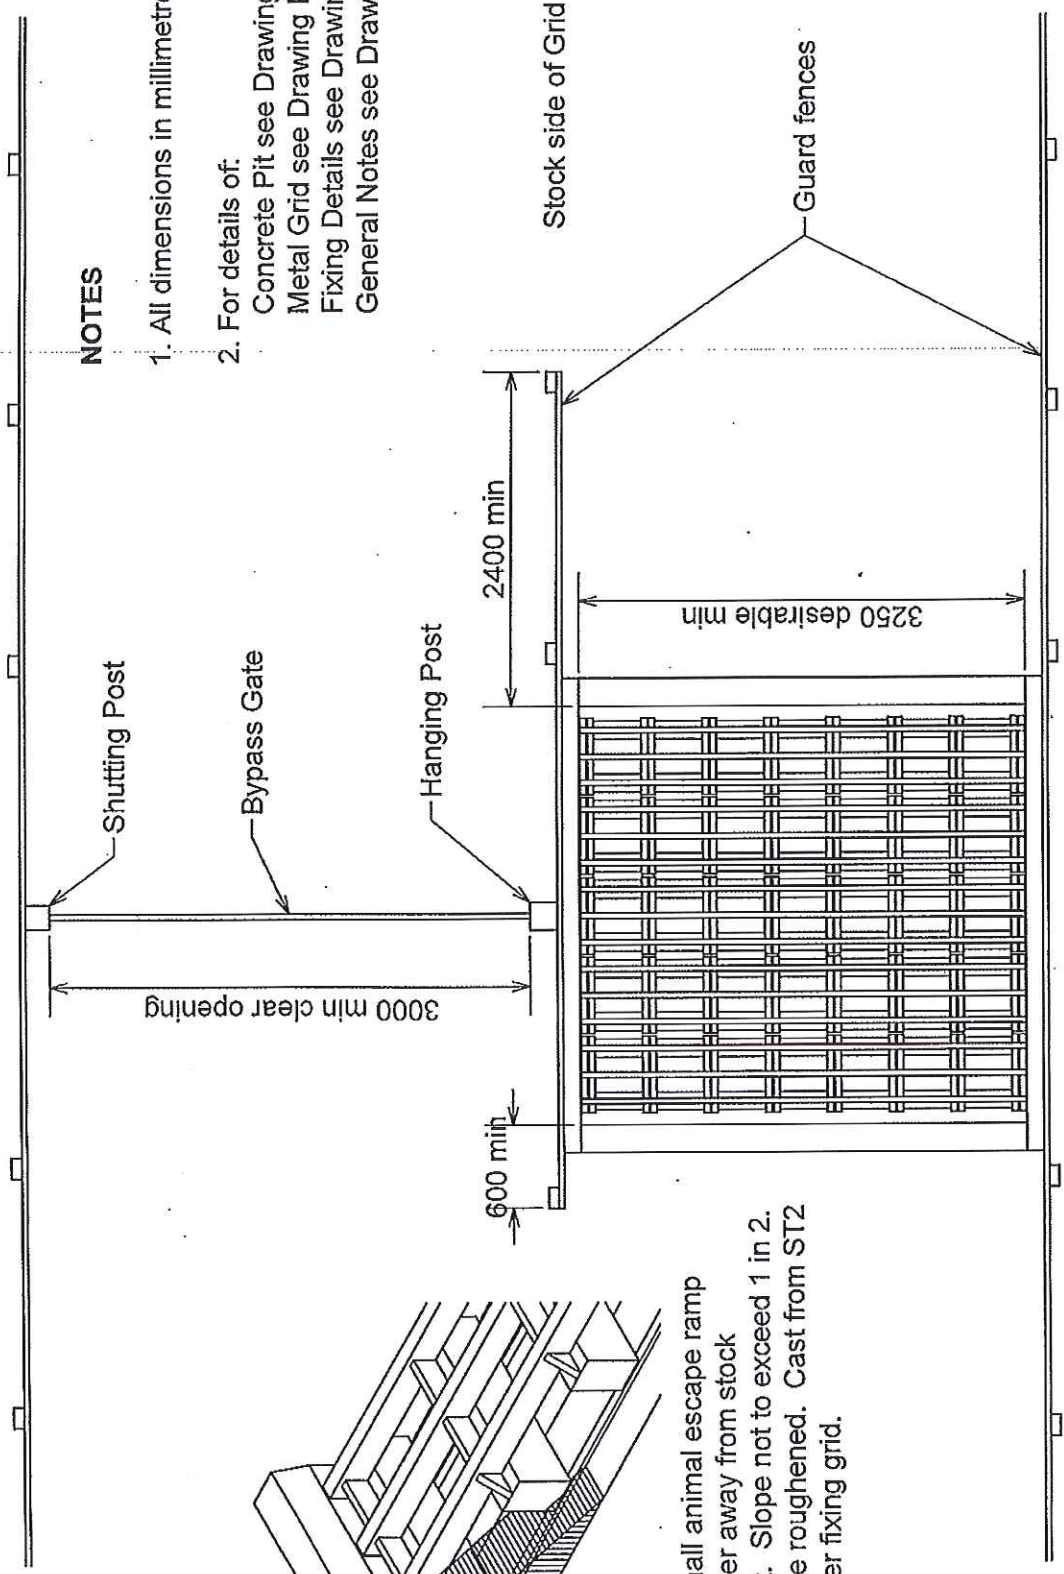 NOTES
1. All dimensions in millimetre
2. For details of:
Concrete Pit see Drawing
Metal Grid see Drawing
Fixing Details see Drawin
General Notes see Draw
Stock side of Grid
Guard fences
Shutting Post
Bypass Gate
Hanging Post
2400 min
3250 desirable min
3000 min clear opening
600 min
all animal escape ramp
er away from stock
. Slope not to exceed 1 in 2.
e roughened. Cast from ST2
er fixing grid.